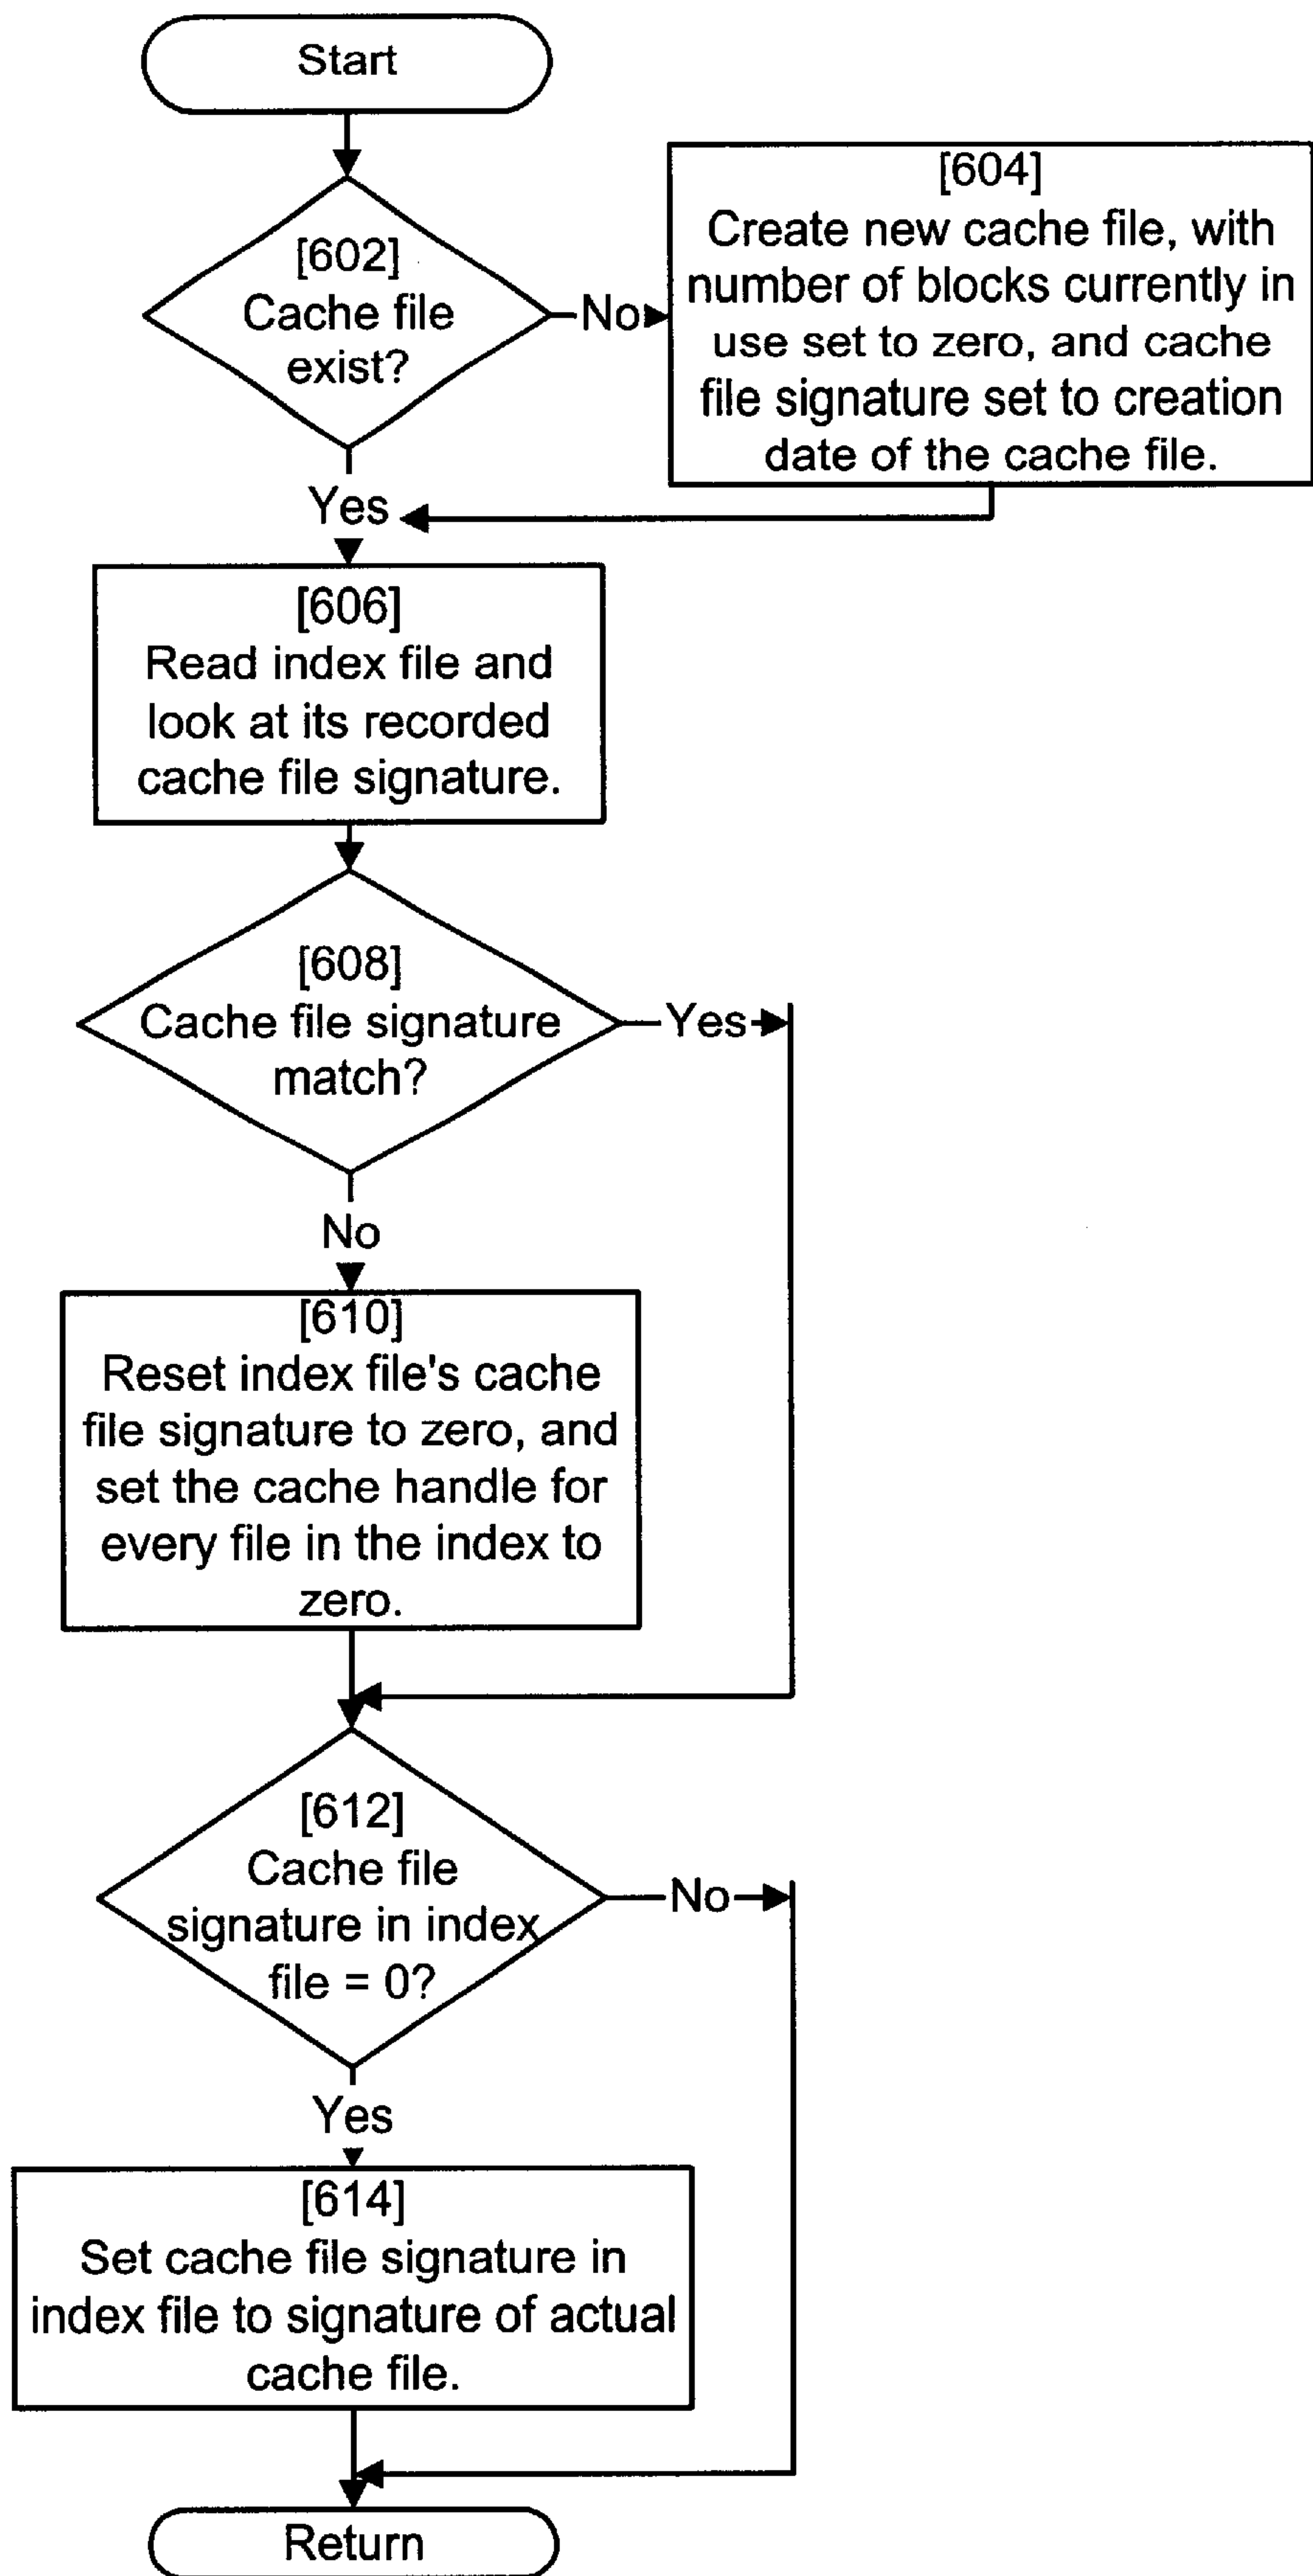 Start
[602]
Cache file
exist?
No
[604]
Create new cache file, with
number of blocks currently in
use set to zero, and cache
file signature set to creation
date of the cache file.
Yes
[606]
Read index file and
look at its recorded
cache file signature.
[608]
Cache file signature
match?
Yes
No
[610]
Reset index file's cache
file signature to zero, and
set the cache handle for
every file in the index to
zero.
[612]
Cache file
signature in index
file = 0?
No
Yes
[614]
Set cache file signature in
index file to signature of actual
cache file.
Return